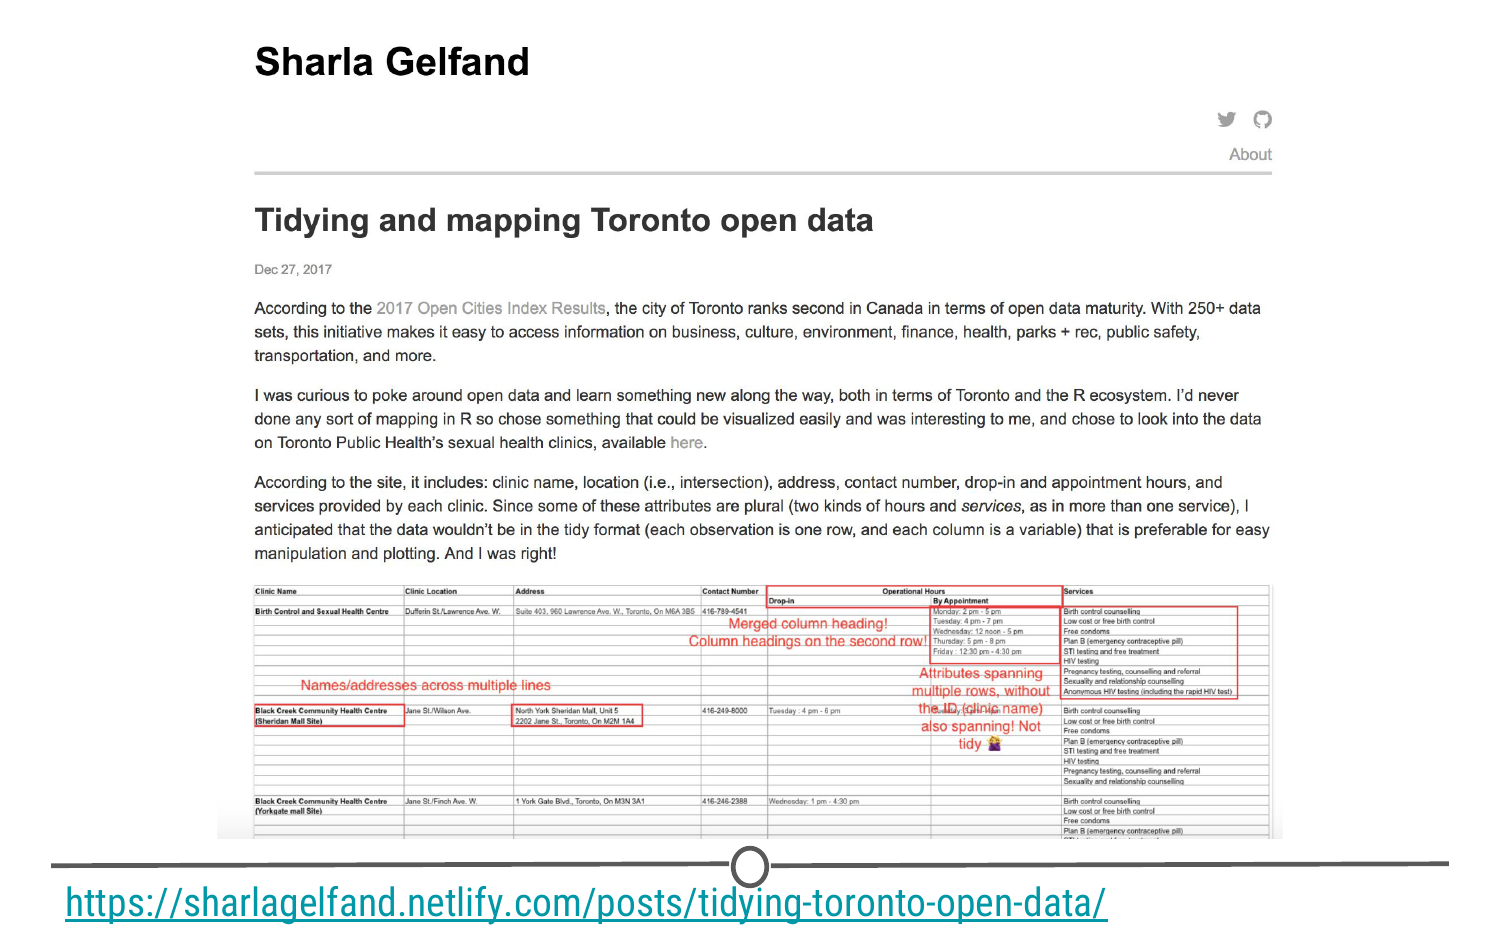 Sharla Gelfand
About
Tidying and mapping Toronto open data
Dec 27, 2017
According to the 2017 Open Cities Index Results, the city of Toronto ranks second in Canada in terms of open data maturity. With 250+ data
sets, this initiative makes it easy to access information on business, culture, environment, finance, health, parks + rec, public safety,
transportation, and more.
I was curious to poke around open data and learn something new along the way, both in terms of Toronto and the R ecosystem. I'd never
done any sort of mapping in R so chose something that could be visualized easily and was interesting to me, and chose to look into the data
on Toronto Public Health's sexual health clinics, available here.
According to the site, it includes: clinic name, location (i.e., intersection), address, contact number, drop-in and appointment hours, and
services provided by each clinic. Since some of these attributes are plural (two kinds of hours and services, as in more than one service), I
anticipated that the data wouldn't be in the tidy format (each observation is one row, and each column is a variable) that is preferable for easy
manipulation and plotting. And I was right!
Clinic Name Clinic Location Address Contact Number Operational Hours Services
Drop-in By Appointment
Birth Control and Sexual Health Centre Dufferin St./Lawrence Ave. W. Suite 403, 960 Lawrence Ave. W., Toronto, On M6A 3B5 416-789-4541 Monday: 2 pm - 5 pm Birth control counselling
Tuesday: 4 pm - 7 pm Low cost or free birth control
Wednesday: 12 noon - 5 pm Free condoms
Thursday: 5 pm - 8 pm Plan B (emergency contraceptive pill)
Friday : 12:30 pm - 4:30 pm STI testing and free treatment
HIV testing
Pregnancy testing, counselling and referral
Sexuality and relationship counselling
Anonymous HIV testing (including the rapid HIV test)
Merged column heading!
Column headings on the second row!
Names/addresses across multiple lines
Attributes spanning
multiple rows, without
the ID (clinic name)
also spanning! Not
tidy
Black Creek Community Health Centre Jane St./Wilson Ave. North York Sheridan Mall, Unit 5 416-249-8000 Tuesday : 4 pm - 6 pm Birth control counselling
(Sheridan Mall Site) 2202 Jane St., Toronto, On M2M 1A4 Low cost or free birth control
Free condoms
Plan B (emergency contraceptive pill)
STI testing and free treatment
HIV testing
Pregnancy testing, counselling and referral
Sexuality and relationship counselling
Black Creek Community Health Centre Jane St./Finch Ave. W. 1 York Gate Blvd., Toronto, On M3N 3A1 416-246-2388 Wednesday: 1 pm - 4:30 pm Birth control counselling
(Yorkgate mall Site) Low cost or free birth control
Free condoms
Plan B (emergency contraceptive pill)
https://sharlagelfand.netlify.com/posts/tidying-toronto-open-data/